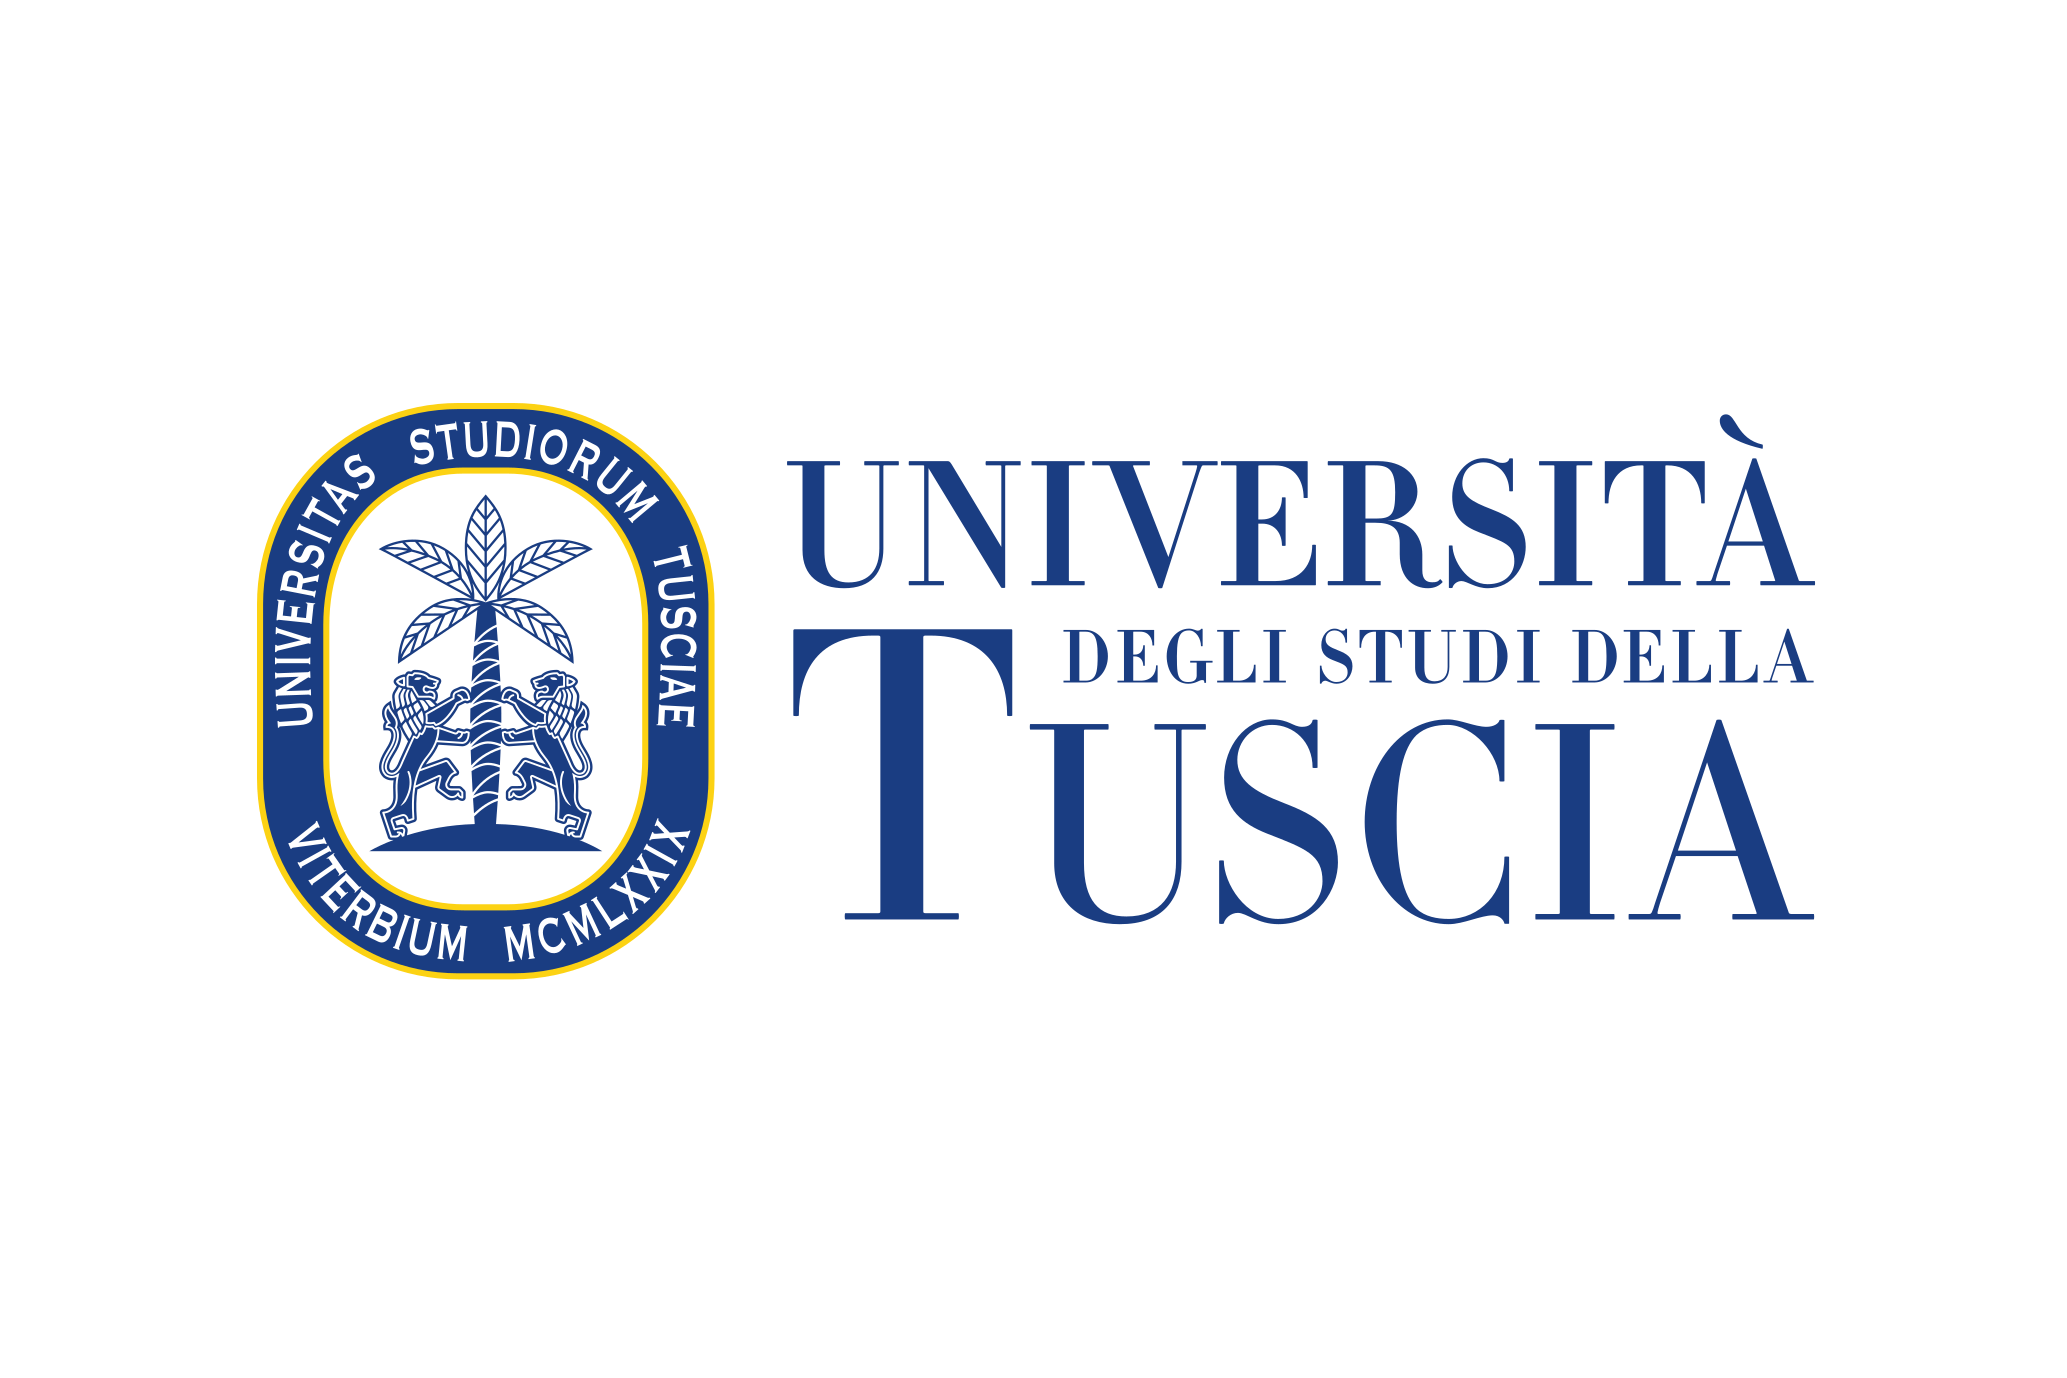 UNIVERSITAS STUDIORUM TUSCIAE
VITERBIUM MCMLXXIX
UNIVERSITÀ
DEGLI STUDI DELLA
TUSCIA